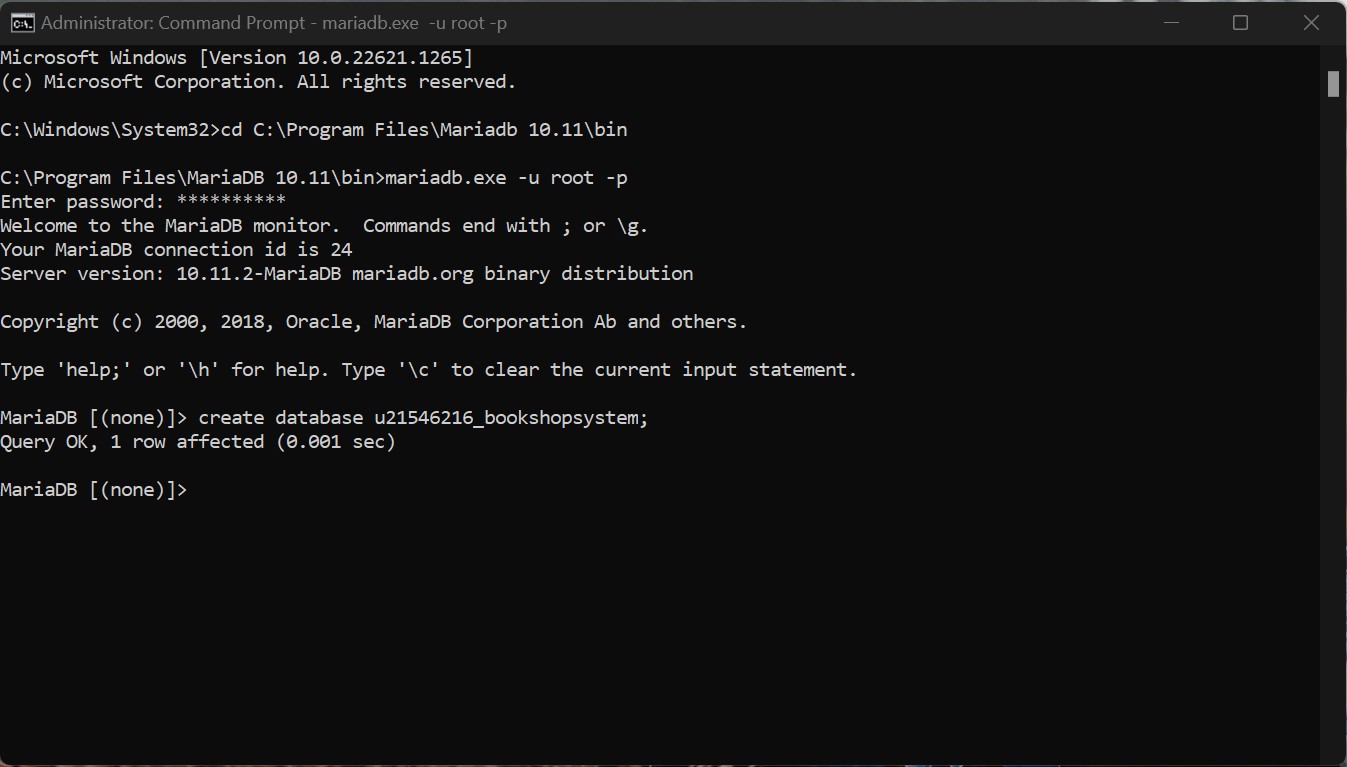 Administrator: Command Prompt - mariadb.exe  -u root -p
Microsoft Windows [Version 10.0.22621.1265]
(c) Microsoft Corporation. All rights reserved.
C:\Windows\System32>cd C:\Program Files\Mariadb 10.11\bin
C:\Program Files\MariaDB 10.11\bin>mariadb.exe -u root -p
Enter password: **********
Welcome to the MariaDB monitor.  Commands end with ; or \g.
Your MariaDB connection id is 24
Server version: 10.11.2-MariaDB mariadb.org binary distribution
Copyright (c) 2000, 2018, Oracle, MariaDB Corporation Ab and others.
Type 'help;' or '\h' for help. Type '\c' to clear the current input statement.
MariaDB [(none)]> create database u21546216_bookshopsystem;
Query OK, 1 row affected (0.001 sec)
MariaDB [(none)]>